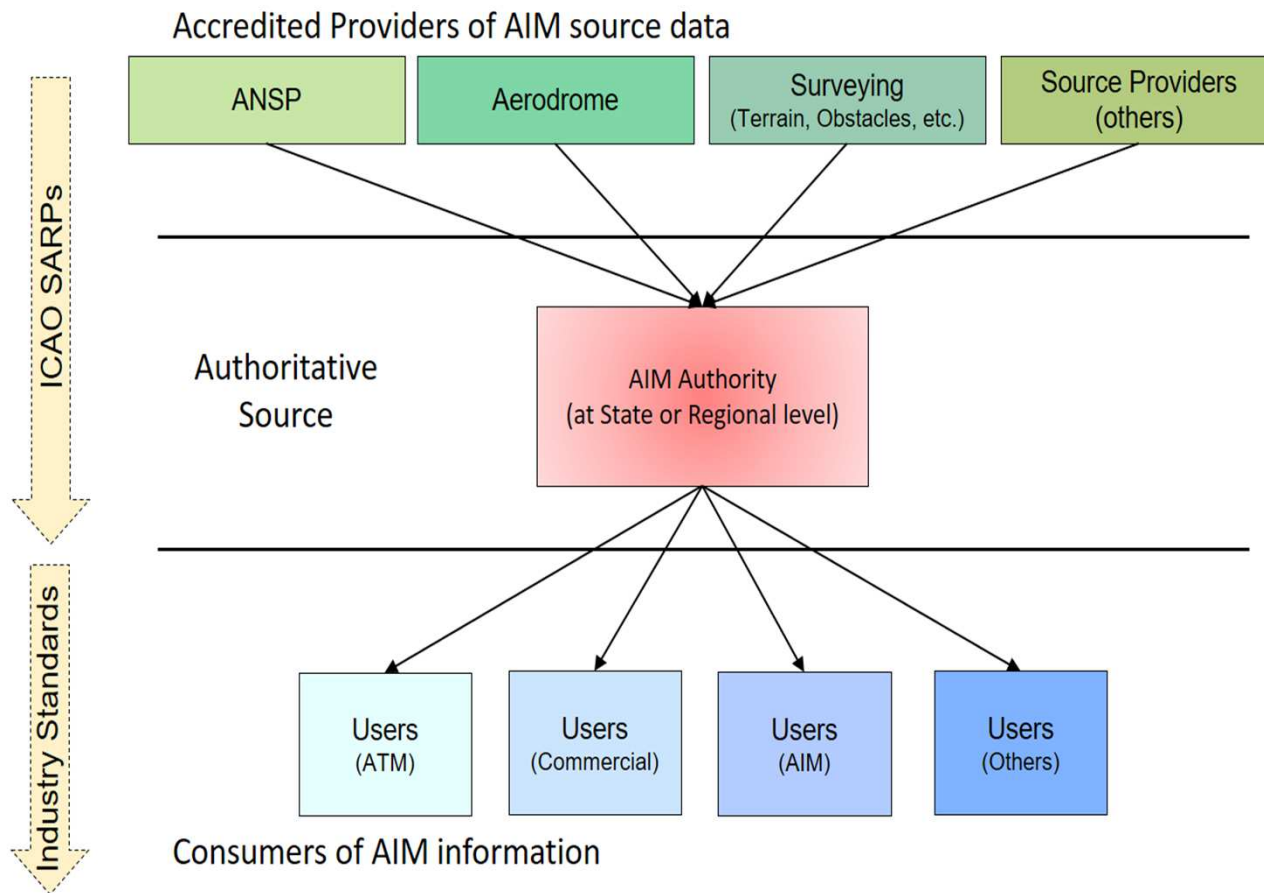 Accredited Providers of AIM source data
ANSP
Aerodrome
Surveying
(Terrain, Obstacles, etc.)
Source Providers
(others)
ICAO SARPs
Authoritative
Source
AIM Authority
(at State or Regional level)
Industry Standards
Users
(ATM)
Users
(Commercial)
Users
(AIM)
Users
(Others)
Consumers of AIM information